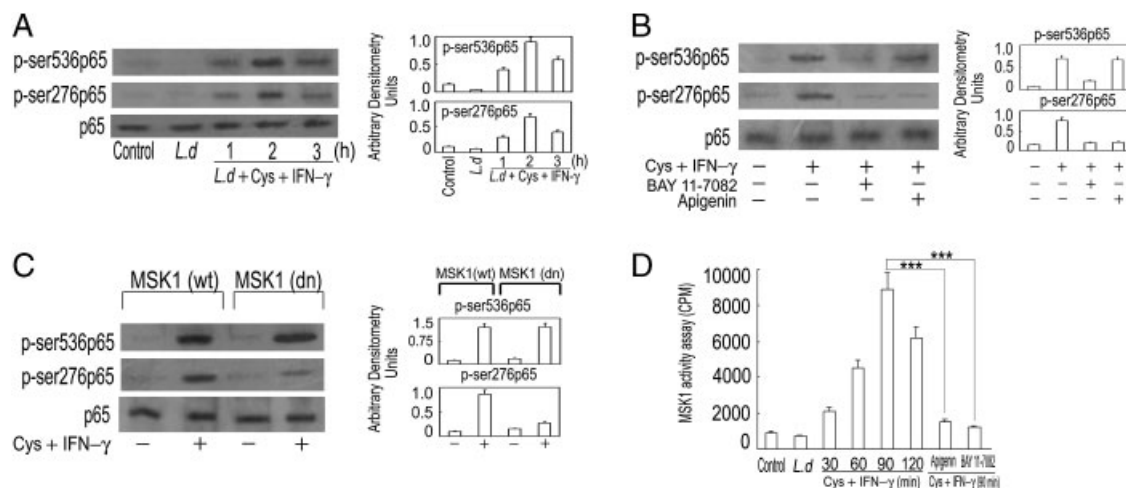 A
p-ser536p65
p-ser276p65
p65
Control L.d 1 2 3 (h)
L.d + Cys + IFN-γ
Arbitrary Densitometry Units
p-ser536p65
1.0
0.5
0
p-ser276p65
1.0
0.5
0
Control L.d 1 2 3 (h)
L.d + Cys + IFN-γ
B
p-ser536p65
p-ser276p65
p65
Cys + IFN-γ − + + +
BAY 11-7082 − − + −
Apigenin − − − +
Arbitrary Densitometry Units
p-ser536p65
1.0
0.5
0
p-ser276p65
1.0
0.5
0
− + + +
− − + −
− − − +
C
MSK1 (wt) MSK1 (dn)
p-ser536p65
p-ser276p65
p65
Cys + IFN-γ − + − +
MSK1(wt) MSK1 (dn)
Arbitrary Densitometry Units
p-ser536p65
1.5
0.75
0
p-ser276p65
1.0
0.5
0
− + − +
D
MSK1 activity assay (CPM)
10000
8000
6000
4000
2000
0
***
***
Control L.d 30 60 90 120 Apigenin BAY 11-7082
Cys + IFN-γ (min) Cys + IFN-γ (90 min)